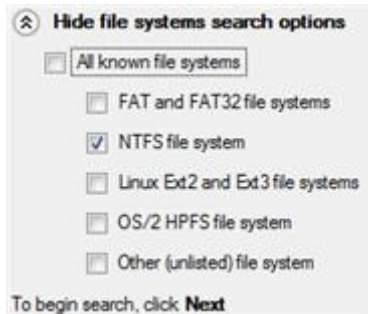 Hide file systems search options
All known file systems
FAT and FAT32 file systems
NTFS file system
Linux Ext2 and Ext3 file systems
OS/2 HPFS file system
Other (unlisted) file system
To begin search, click Next